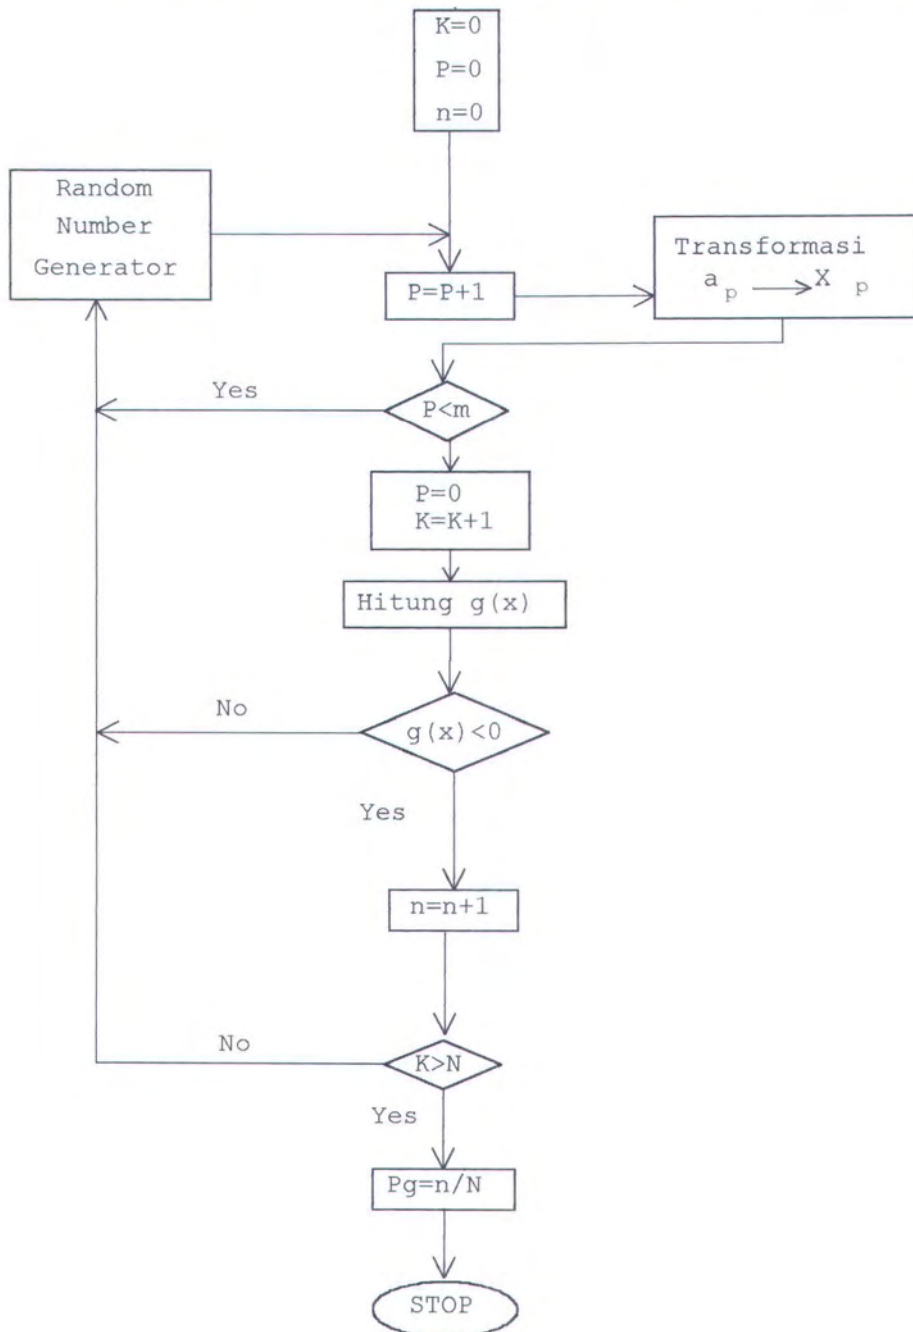 K=0
P=0
n=0
Random
Number
Generator
P=P+1
Transformasi
a p → X p
Yes
P<m
P=0
K=K+1
Hitung g(x)
No
g(x)<0
Yes
n=n+1
No
K>N
Yes
Pg=n/N
STOP